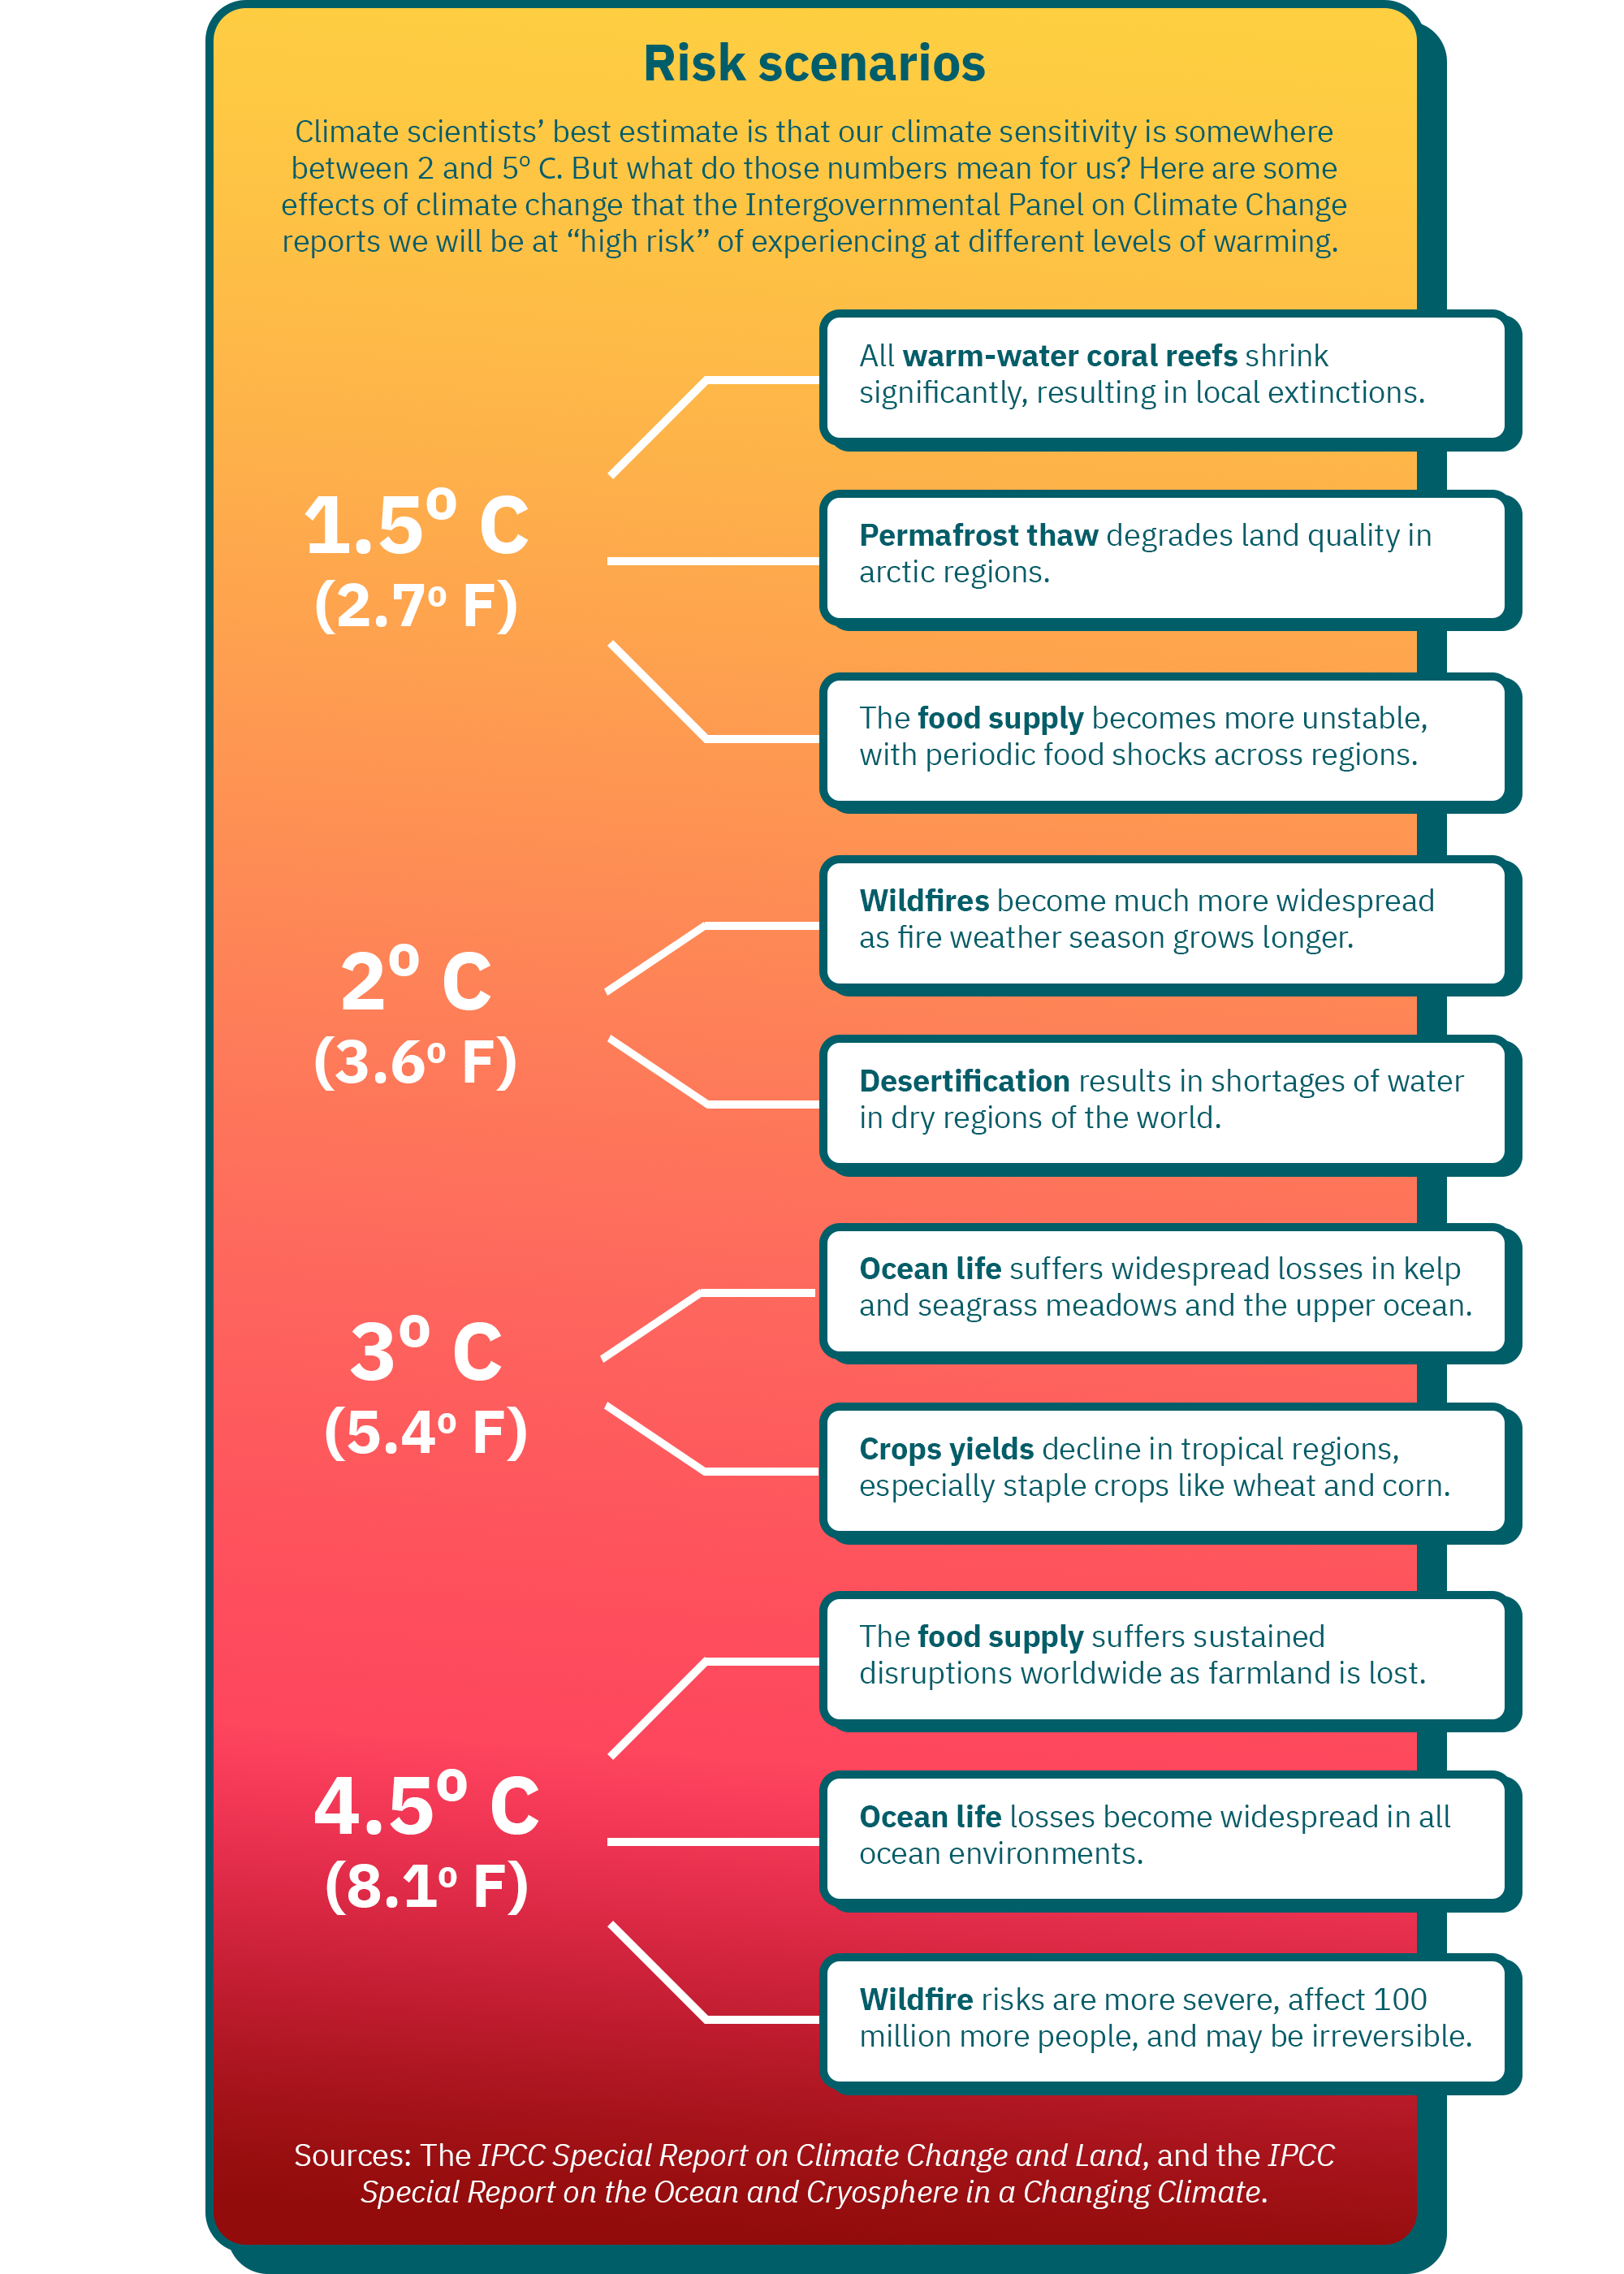 Risk scenarios
Climate scientists’ best estimate is that our climate sensitivity is somewhere
between 2 and 5º C. But what do those numbers mean for us? Here are some
effects of climate change that the Intergovernmental Panel on Climate Change
reports we will be at “high risk” of experiencing at different levels of warming.
1.5º C
(2.7º F)
All warm-water coral reefs shrink
significantly, resulting in local extinctions.
Permafrost thaw degrades land quality in
arctic regions.
The food supply becomes more unstable,
with periodic food shocks across regions.
2º C
(3.6º F)
Wildfires become much more widespread
as fire weather season grows longer.
Desertification results in shortages of water
in dry regions of the world.
3º C
(5.4º F)
Ocean life suffers widespread losses in kelp
and seagrass meadows and the upper ocean.
Crops yields decline in tropical regions,
especially staple crops like wheat and corn.
4.5º C
(8.1º F)
The food supply suffers sustained
disruptions worldwide as farmland is lost.
Ocean life losses become widespread in all
ocean environments.
Wildfire risks are more severe, affect 100
million more people, and may be irreversible.
Sources: The IPCC Special Report on Climate Change and Land, and the IPCC
Special Report on the Ocean and Cryosphere in a Changing Climate.